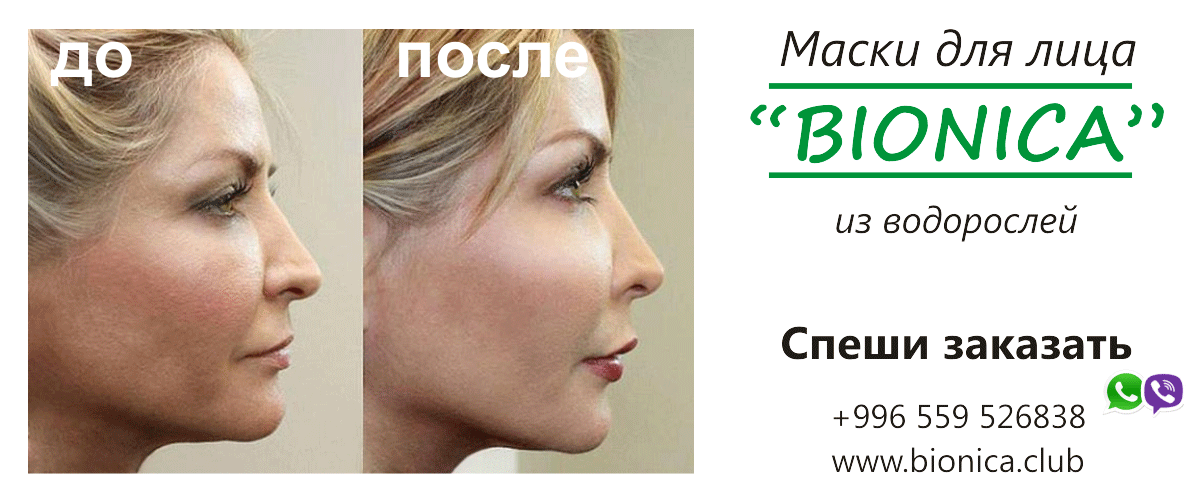 до
после
Маски для лица
“BIONICA”
из водорослей
Спеши заказать
+996 559 526838
www.bionica.club